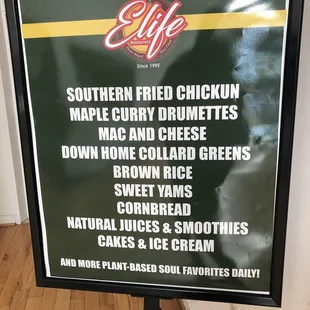 Elife
Restaurant
Since 1995
SOUTHERN FRIED CHICKUN
MAPLE CURRY DRUMETTES
MAC AND CHEESE
DOWN HOME COLLARD GREENS
BROWN RICE
SWEET YAMS
CORNBREAD
NATURAL JUICES & SMOOTHIES
CAKES & ICE CREAM
AND MORE PLANT-BASED SOUL FAVORITES DAILY!